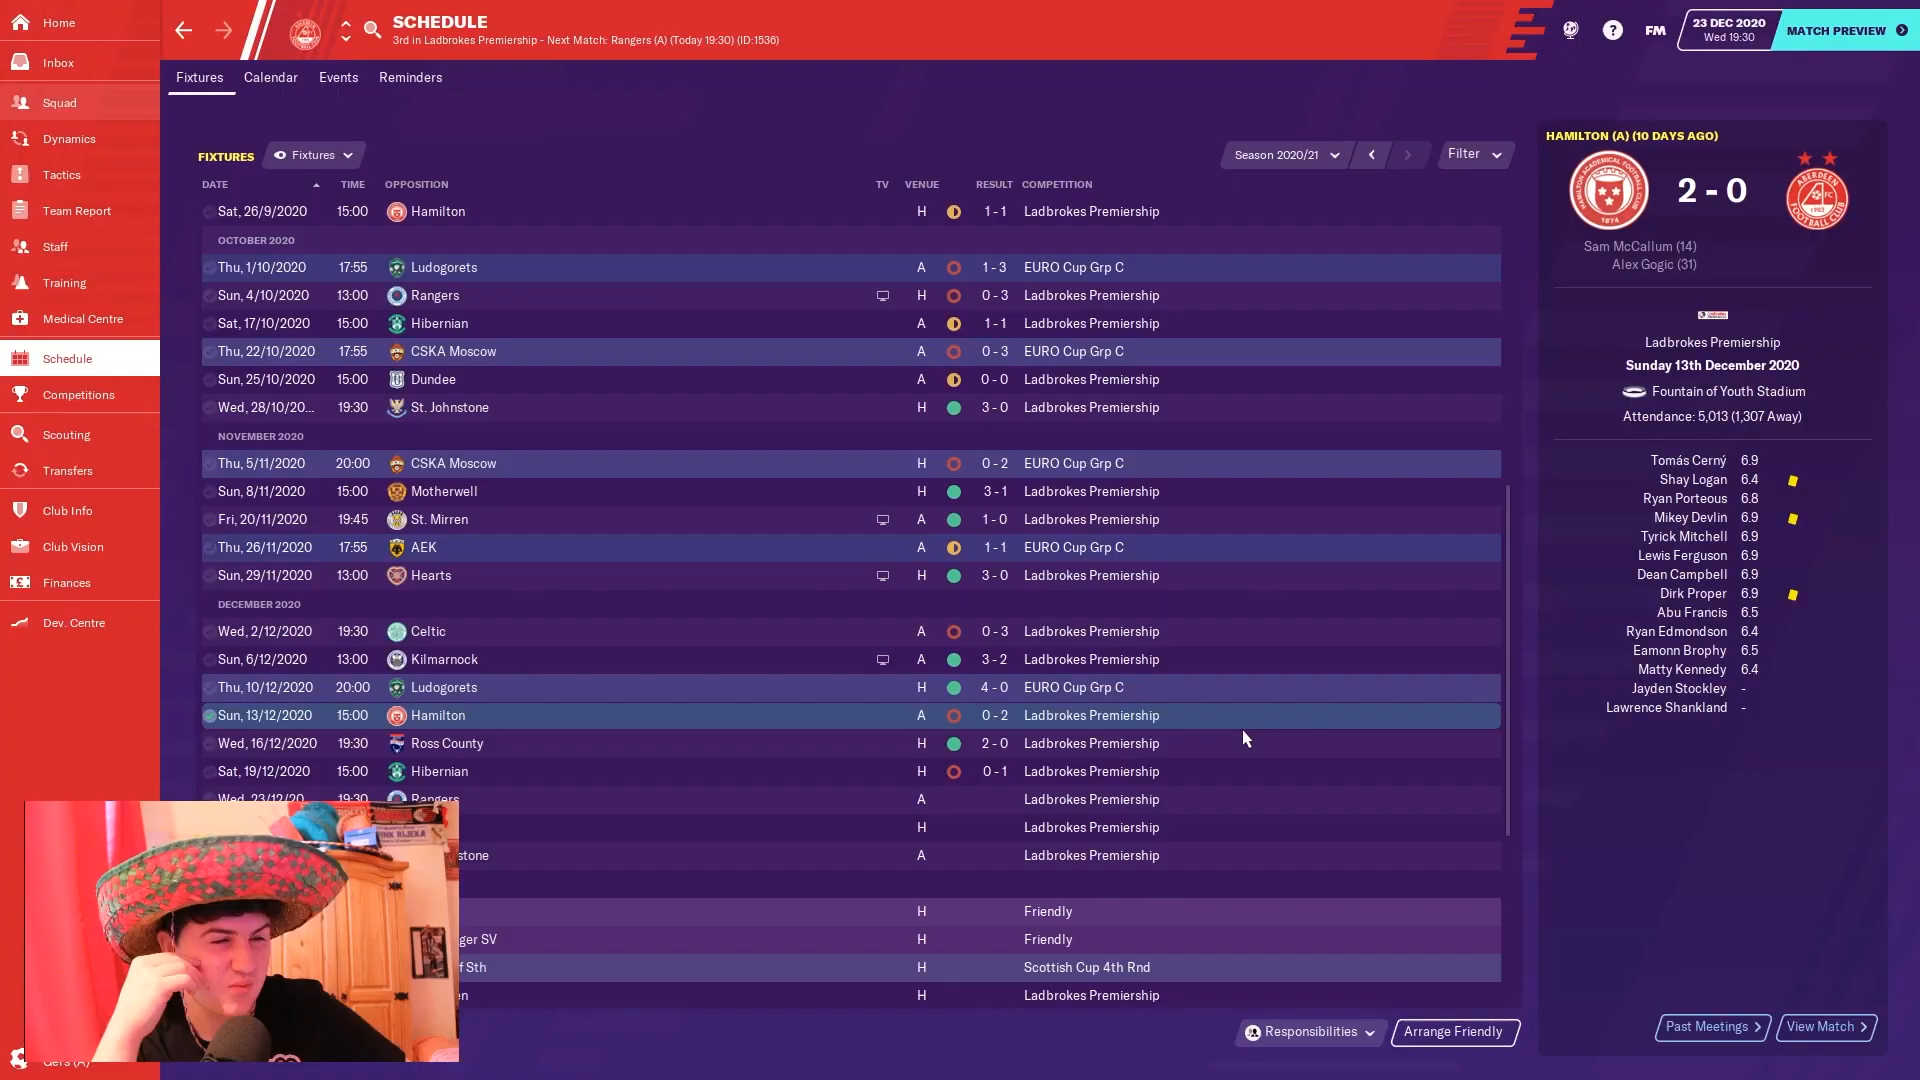 Home
Inbox
Squad
Dynamics
Tactics
Team Report
Staff
Training
Medical Centre
Schedule
Competitions
Scouting
Transfers
Club Info
Club Vision
Finances
Dev. Centre
SCHEDULE
3rd in Ladbrokes Premiership - Next Match: Rangers (A) (Today 19:30) (ID:1536)
FM
23 DEC 2020
Wed 19:30
MATCH PREVIEW
Fixtures Calendar Events Reminders
FIXTURES Fixtures Season 2020/21 Filter
DATE TIME OPPOSITION TV VENUE RESULT COMPETITION
Sat, 26/9/2020 15:00 Hamilton H 1 - 1 Ladbrokes Premiership
OCTOBER 2020
Thu, 1/10/2020 17:55 Ludogorets A 1 - 3 EURO Cup Grp C
Sun, 4/10/2020 13:00 Rangers H 0 - 3 Ladbrokes Premiership
Sat, 17/10/2020 15:00 Hibernian A 1 - 1 Ladbrokes Premiership
Thu, 22/10/2020 17:55 CSKA Moscow A 0 - 3 EURO Cup Grp C
Sun, 25/10/2020 15:00 Dundee A 0 - 0 Ladbrokes Premiership
Wed, 28/10/20... 19:30 St. Johnstone H 3 - 0 Ladbrokes Premiership
NOVEMBER 2020
Thu, 5/11/2020 20:00 CSKA Moscow H 0 - 2 EURO Cup Grp C
Sun, 8/11/2020 15:00 Motherwell H 3 - 1 Ladbrokes Premiership
Fri, 20/11/2020 19:45 St. Mirren A 1 - 0 Ladbrokes Premiership
Thu, 26/11/2020 17:55 AEK A 1 - 1 EURO Cup Grp C
Sun, 29/11/2020 13:00 Hearts H 3 - 0 Ladbrokes Premiership
DECEMBER 2020
Wed, 2/12/2020 19:30 Celtic A 0 - 3 Ladbrokes Premiership
Sun, 6/12/2020 13:00 Kilmarnock A 3 - 2 Ladbrokes Premiership
Thu, 10/12/2020 20:00 Ludogorets H 4 - 0 EURO Cup Grp C
Sun, 13/12/2020 15:00 Hamilton A 0 - 2 Ladbrokes Premiership
Wed, 16/12/2020 19:30 Ross County H 2 - 0 Ladbrokes Premiership
Sat, 19/12/2020 15:00 Hibernian H 0 - 1 Ladbrokes Premiership
Wed, 23/12/20... 19:30 Rangers A Ladbrokes Premiership
H Ladbrokes Premiership
stone A Ladbrokes Premiership
H Friendly
ger SV H Friendly
f Sth H Scottish Cup 4th Rnd
en H Ladbrokes Premiership
Responsibilities Arrange Friendly
HAMILTON (A) (10 DAYS AGO)
2 - 0
Sam McCallum (14)
Alex Gogic (31)
Ladbrokes Premiership
Sunday 13th December 2020
Fountain of Youth Stadium
Attendance: 5,013 (1,307 Away)
Tomás Cerný 6.9
Shay Logan 6.4
Ryan Porteous 6.8
Mikey Devlin 6.9
Tyrick Mitchell 6.9
Lewis Ferguson 6.9
Dean Campbell 6.9
Dirk Proper 6.9
Abu Francis 6.5
Ryan Edmondson 6.4
Eamonn Brophy 6.5
Matty Kennedy 6.4
Jayden Stockley -
Lawrence Shankland -
Past Meetings View Match